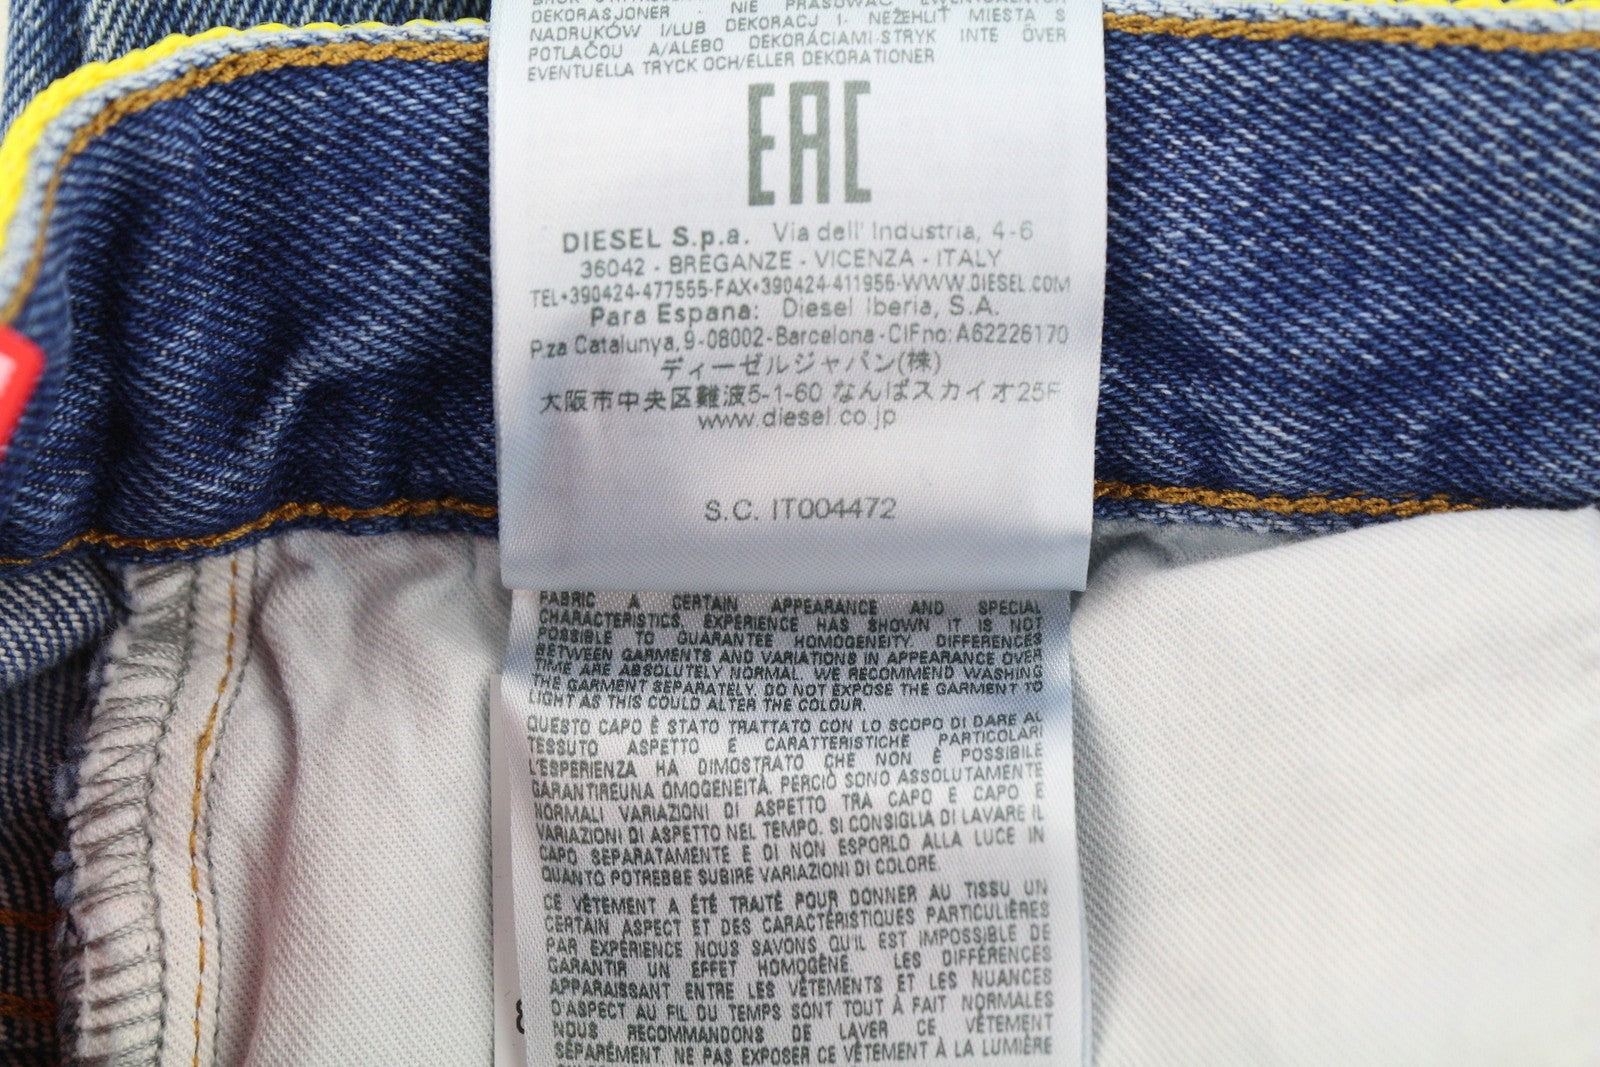 DEKORASJONER · NIE PRASOWAC
NADRUKÓW I/LUB DEKORACJ I· NEŽEHLIŤ MIESTA S
POTLAČOU A/ALEBO DEKORÁCIAMI-STRYK INTE ÖVER
EVENTUELLA TRYCK OCH/ELLER DEKORATIONER
EAC
DIESEL S.p.a. Via dell' Industria, 4-6
36042 - BREGANZE - VICENZA - ITALY
TEL+390424-477555-FAX+390424-411955-WWW.DIESEL.COM
Para Espana: Diesel Iberia, S.A.
P.za Catalunya, 9-08002-Barcelona-CIFno:A62226170
ディーゼルジャパン(株)
大阪市中央区難波5-1-60 なんばスカイオ25F
www.diesel.co.jp
S.C. IT004472
FABRIC A CERTAIN APPEARANCE AND SPECIAL
CHARACTERISTICS. EXPERIENCE HAS SHOWN IT IS NOT
POSSIBLE TO GUARANTEE HOMOGENEITY. DIFFERENCES
BETWEEN GARMENTS AND VARIATIONS IN APPEARANCE OVER
TIME ARE ABSOLUTELY NORMAL. WE RECOMMEND WASHING
THE GARMENT SEPARATELY. DO NOT EXPOSE THE GARMENT TO
LIGHT AS THIS COULD ALTER THE COLOUR.
QUESTO CAPO È STATO TRATTATO CON LO SCOPO DI DARE AL
TESSUTO ASPETTO E CARATTERISTICHE PARTICOLARI
L'ESPERIENZA HA DIMOSTRATO CHE NON È POSSIBILE
GARANTIREUNA OMOGENEITÀ, PERCIÒ SONO ASSOLUTAMENTE
NORMALI VARIAZIONI DI ASPETTO TRA CAPO E CAPO E
VARIAZIONI DI ASPETTO NEL TEMPO. SI CONSIGLIA DI LAVARE IL
CAPO SEPARATAMENTE E DI NON ESPORLO ALLA LUCE IN
QUANTO POTREBBE SUBIRE VARIAZIONI DI COLORE.
CE VÊTEMENT A ÉTÉ TRAITÉ POUR DONNER AU TISSU UN
CERTAIN ASPECT ET DES CARACTÉRISTIQUES PARTICULIÈRES
PAR EXPÉRIENCE NOUS SAVONS QU'IL EST IMPOSSIBLE DE
GARANTIR UN EFFET HOMOGÈNE. LES DIFFÉRENCES
APPARAISSANT ENTRE LES VÊTEMENTS ET LES NUANCES
D'ASPECT AU FIL DU TEMPS SONT TOUT À FAIT NORMALES
NOUS RECOMMANDONS DE LAVER CE VÊTEMENT
SÉPARÉMENT. NE PAS EXPOSER CE VÊTEMENT À LA LUMIÈRE